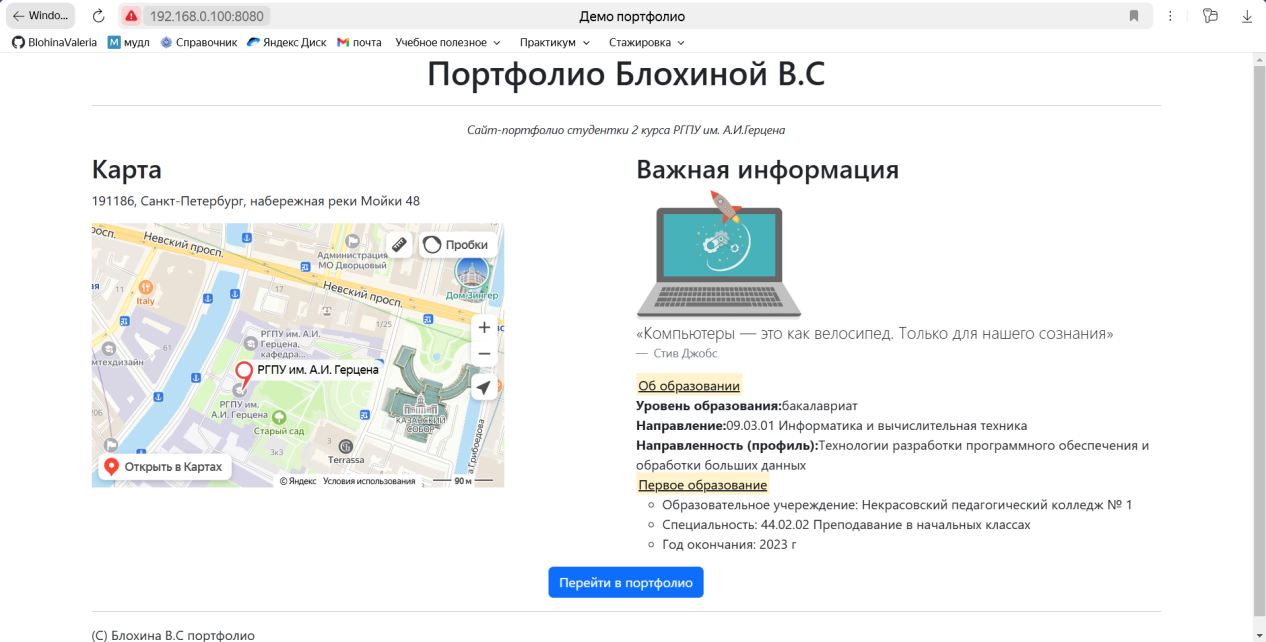 Windo...
192.168.0.100:8080
Демо портфолио
BlohinaValeria
М мудл
Справочник
Яндекс Диск
почта
Учебное полезное
Практикум
Стажировка
Портфолио Блохиной В.С
Сайт-портфолио студентки 2 курса РГПУ им. А.И.Герцена
Карта
191186, Санкт-Петербург, набережная реки Мойки 48
Невский просп.
Администрация
МО Дворцовый
Пробки
Дом Зингер
Italy
11
17
Невский просп.
1/25
РГПУ им. А.И.
Герцена,
кафедра...
мтехдизайн
РГПУ им. А.И. Герцена
РГПУ им.
А.И. Герцена
Старый сад
КАЗАНСКИЙ
СОБОР
3
3к3
Terrassa
а.Грибоедова
Открыть в Картах
© Яндекс Условия использования
90 м
Важная информация
«Компьютеры — это как велосипед. Только для нашего сознания»
— Стив Джобс
Об образовании
Уровень образования:бакалавриат
Направление:09.03.01 Информатика и вычислительная техника
Направленность (профиль):Технологии разработки программного обеспечения и
обработки больших данных
Первое образование
Образовательное учереждение: Некрасовский педагогический колледж № 1
Специальность: 44.02.02 Преподавание в начальных классах
Год окончания: 2023 г
Перейти в портфолио
(С) Блохина В.С портфолио